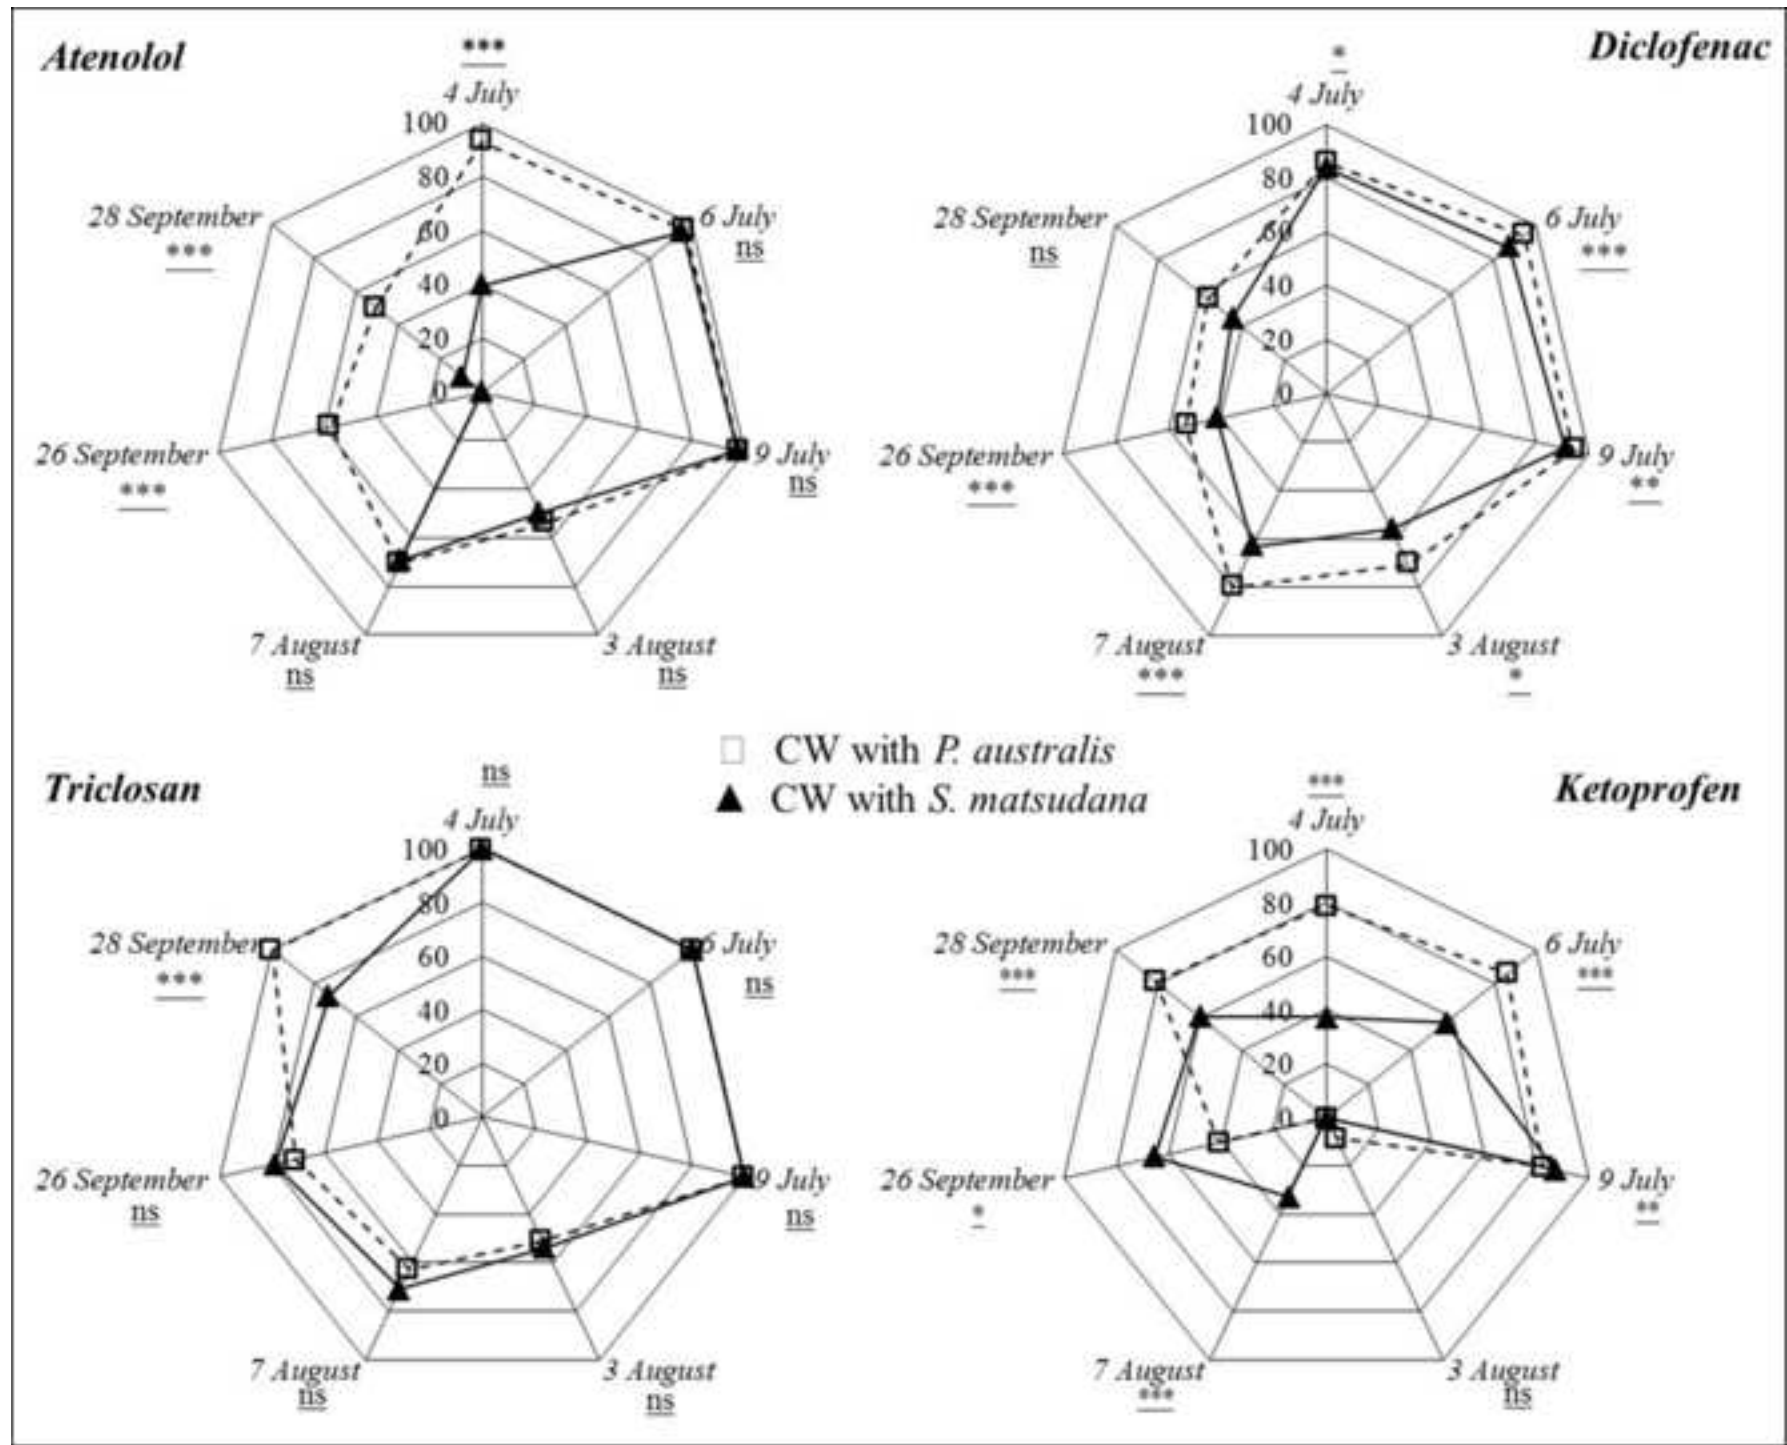 Atenolol
***
4 July
100
80
60
40
20
0
6 July
ns
9 July
ns
3 August
ns
7 August
ns
26 September
***
28 September
***
Diclofenac
*
4 July
100
80
60
40
20
0
6 July
***
9 July
**
3 August
*
7 August
***
26 September
***
28 September
ns
CW with P. australis
CW with S. matsudana
Triclosan
ns
4 July
100
80
60
40
20
0
6 July
ns
9 July
ns
3 August
ns
7 August
ns
26 September
ns
28 September
***
Ketoprofen
***
4 July
100
80
60
40
20
0
6 July
***
9 July
**
3 August
ns
7 August
***
26 September
*
28 September
***